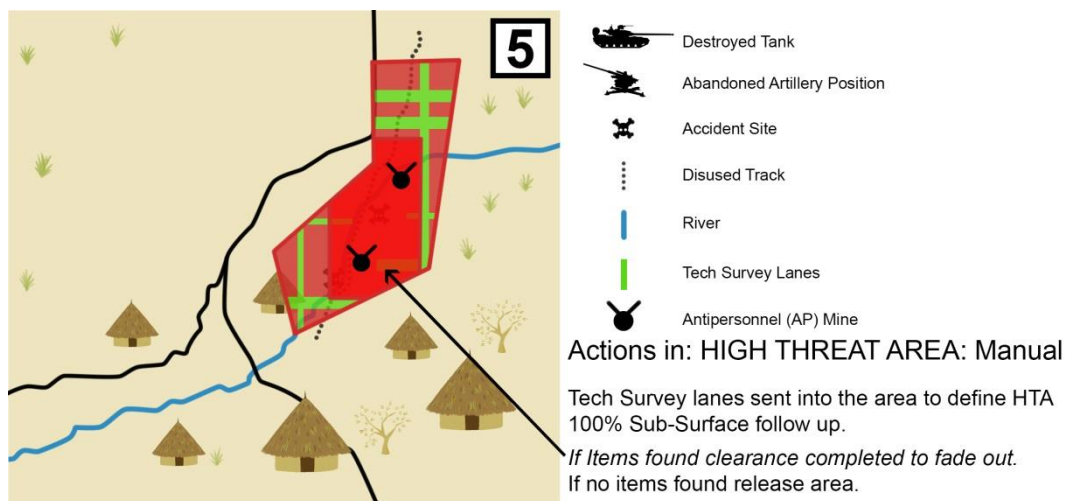 5
Destroyed Tank
Abandoned Artillery Position
Accident Site
Disused Track
River
Tech Survey Lanes
Antipersonnel (AP) Mine
Actions in: HIGH THREAT AREA: Manual
Tech Survey lanes sent into the area to define HTA
100% Sub-Surface follow up.
If Items found clearance completed to fade out.
If no items found release area.